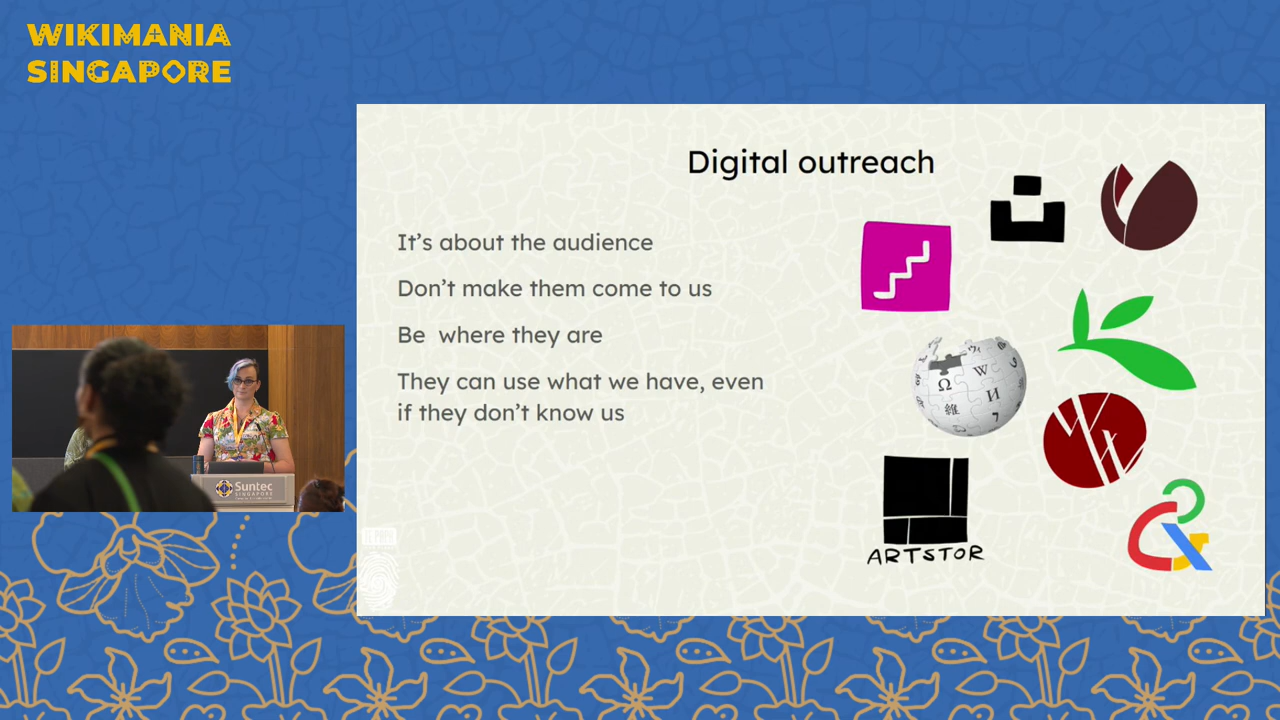 WIKIMANIA
SINGAPORE
Digital outreach
It's about the audience
Don't make them come to us
Be  where they are
They can use what we have, even
if they don't know us
Ω W
維 И
ARTSTOR
Suntec
SINGAPORE